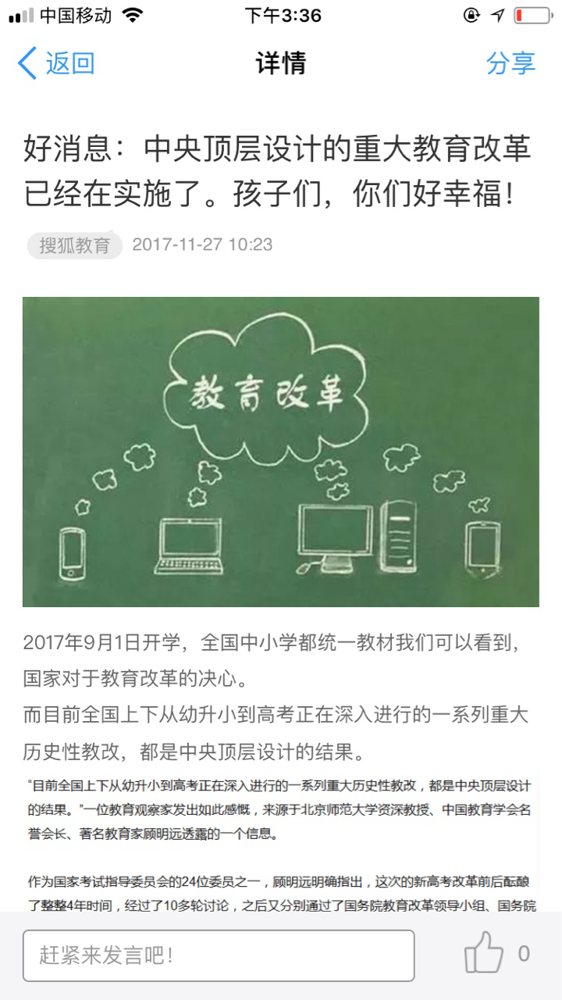 中国移动
下午3:36
返回
详情
分享
好消息：中央顶层设计的重大教育改革
已经在实施了。孩子们，你们好幸福！
搜狐教育 2017-11-27 10:23
教育改革
2017年9月1日开学，全国中小学都统一教材我们可以看到，
国家对于教育改革的决心。
而目前全国上下从幼升小到高考正在深入进行的一系列重大
历史性教改，都是中央顶层设计的结果。
“目前全国上下从幼升小到高考正在深入进行的一系列重大历史性教改，都是中央顶层设计
的结果。”一位教育观察家发出如此感慨，来源于北京师范大学资深教授、中国教育学会名
誉会长、著名教育家顾明远透露的一个信息。
作为国家考试指导委员会的24位委员之一，顾明远明确指出，这次的新高考改革前后酝酿
了整整4年时间，经过了10多轮讨论，之后又分别通过了国务院教育改革领导小组、国务院
赶紧来发言吧！
0